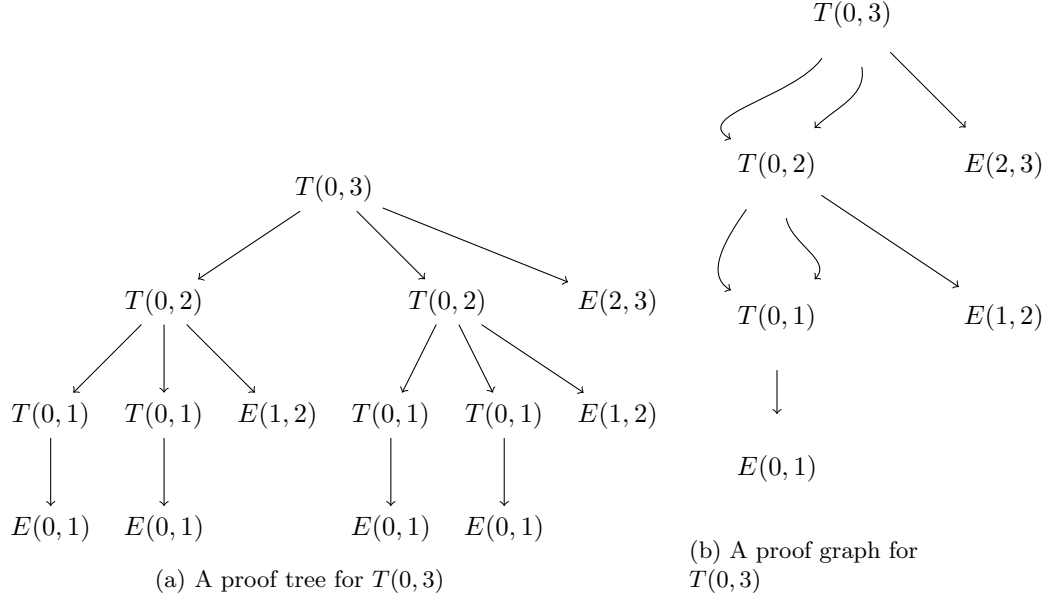 T(0, 3)
T(0, 2) T(0, 2) E(2, 3)
T(0, 1) T(0, 1) E(1, 2) T(0, 1) T(0, 1) E(1, 2)
E(0, 1) E(0, 1) E(0, 1) E(0, 1)
(a) A proof tree for T(0, 3)
T(0, 3)
T(0, 2) E(2, 3)
T(0, 1) E(1, 2)
E(0, 1)
(b) A proof graph for
T(0, 3)